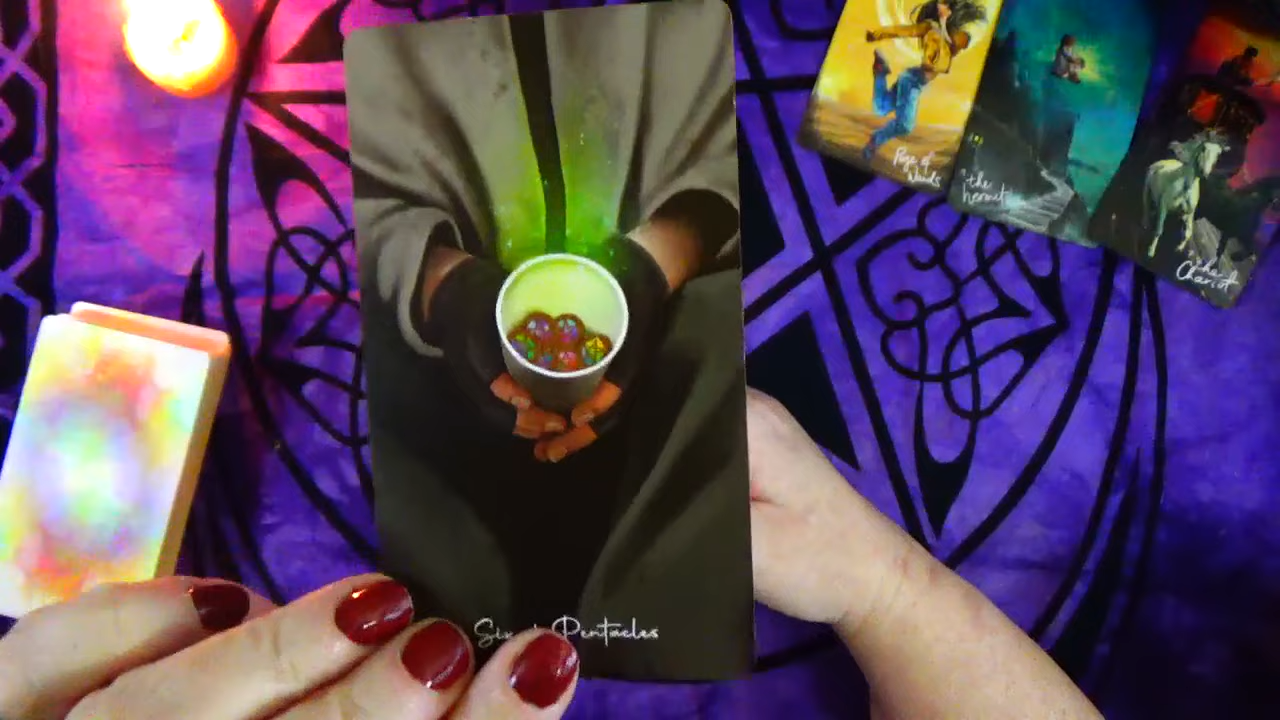 Six of Pentacles
Page of
Wands
the
hermit
the
Chariot